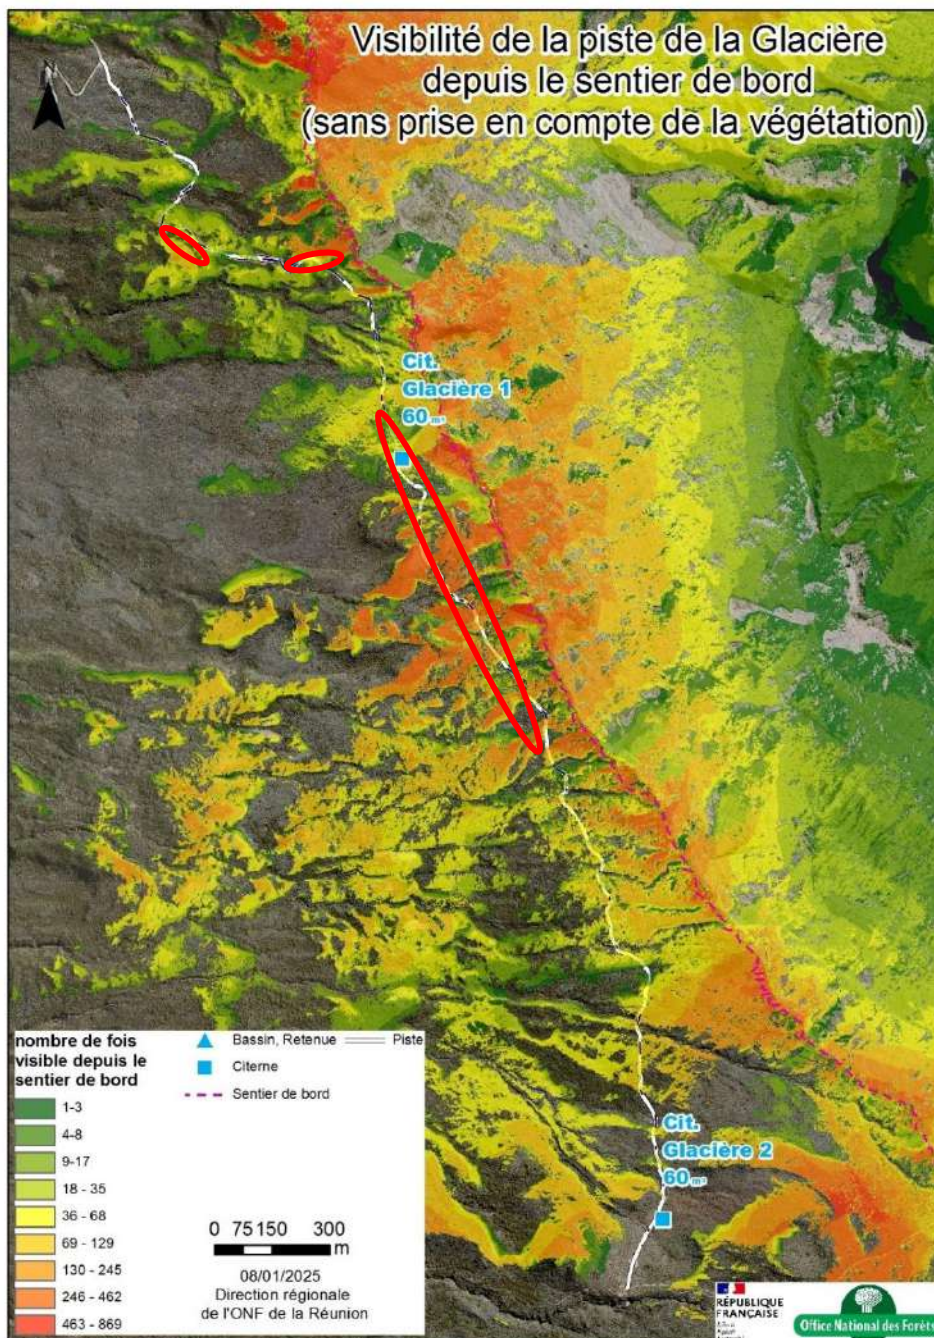 Visibilité de la piste de la Glacière
depuis le sentier de bord
(sans prise en compte de la végétation)
N
Cit.
Glacière 1
60 m³
Cit.
Glacière 2
60 m³
nombre de fois
visible depuis le
sentier de bord
1-3
4-8
9-17
18 - 35
36 - 68
69 - 129
130 - 245
246 - 462
463 - 869
Bassin, Retenue
Piste
Citerne
Sentier de bord
0 75 150 300
m
08/01/2025
Direction régionale
de l'ONF de la Réunion
RÉPUBLIQUE
FRANÇAISE
Office National des Forêts